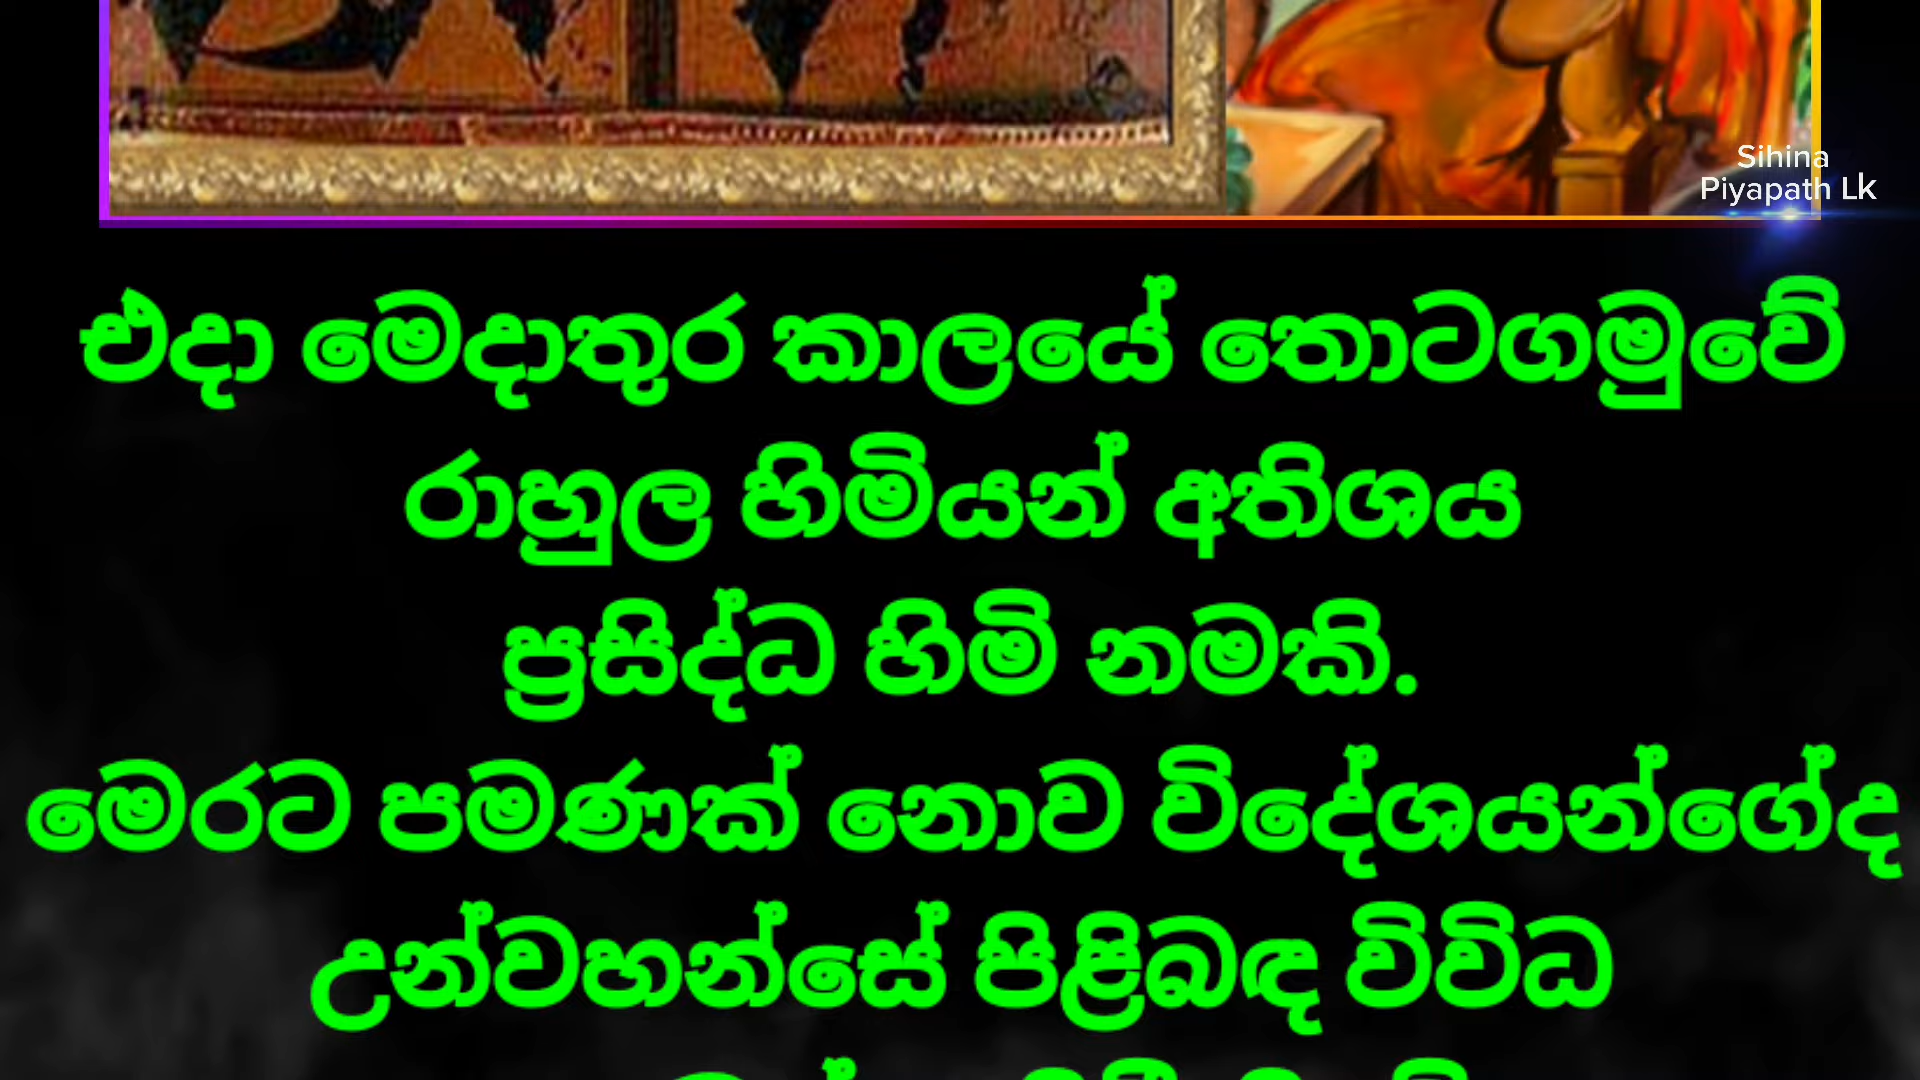 Sihina
Piyapath Lk
එදා මෙදාතුර කාලයේ තොටගමුවේ
රාහුල හිමියන් අතිශය
ප්‍රසිද්ධ හිමි නමකි.
මෙරට පමණක් නොව විදේශයන්ගේද
උන්වහන්සේ පිළිබඳ විවිධ